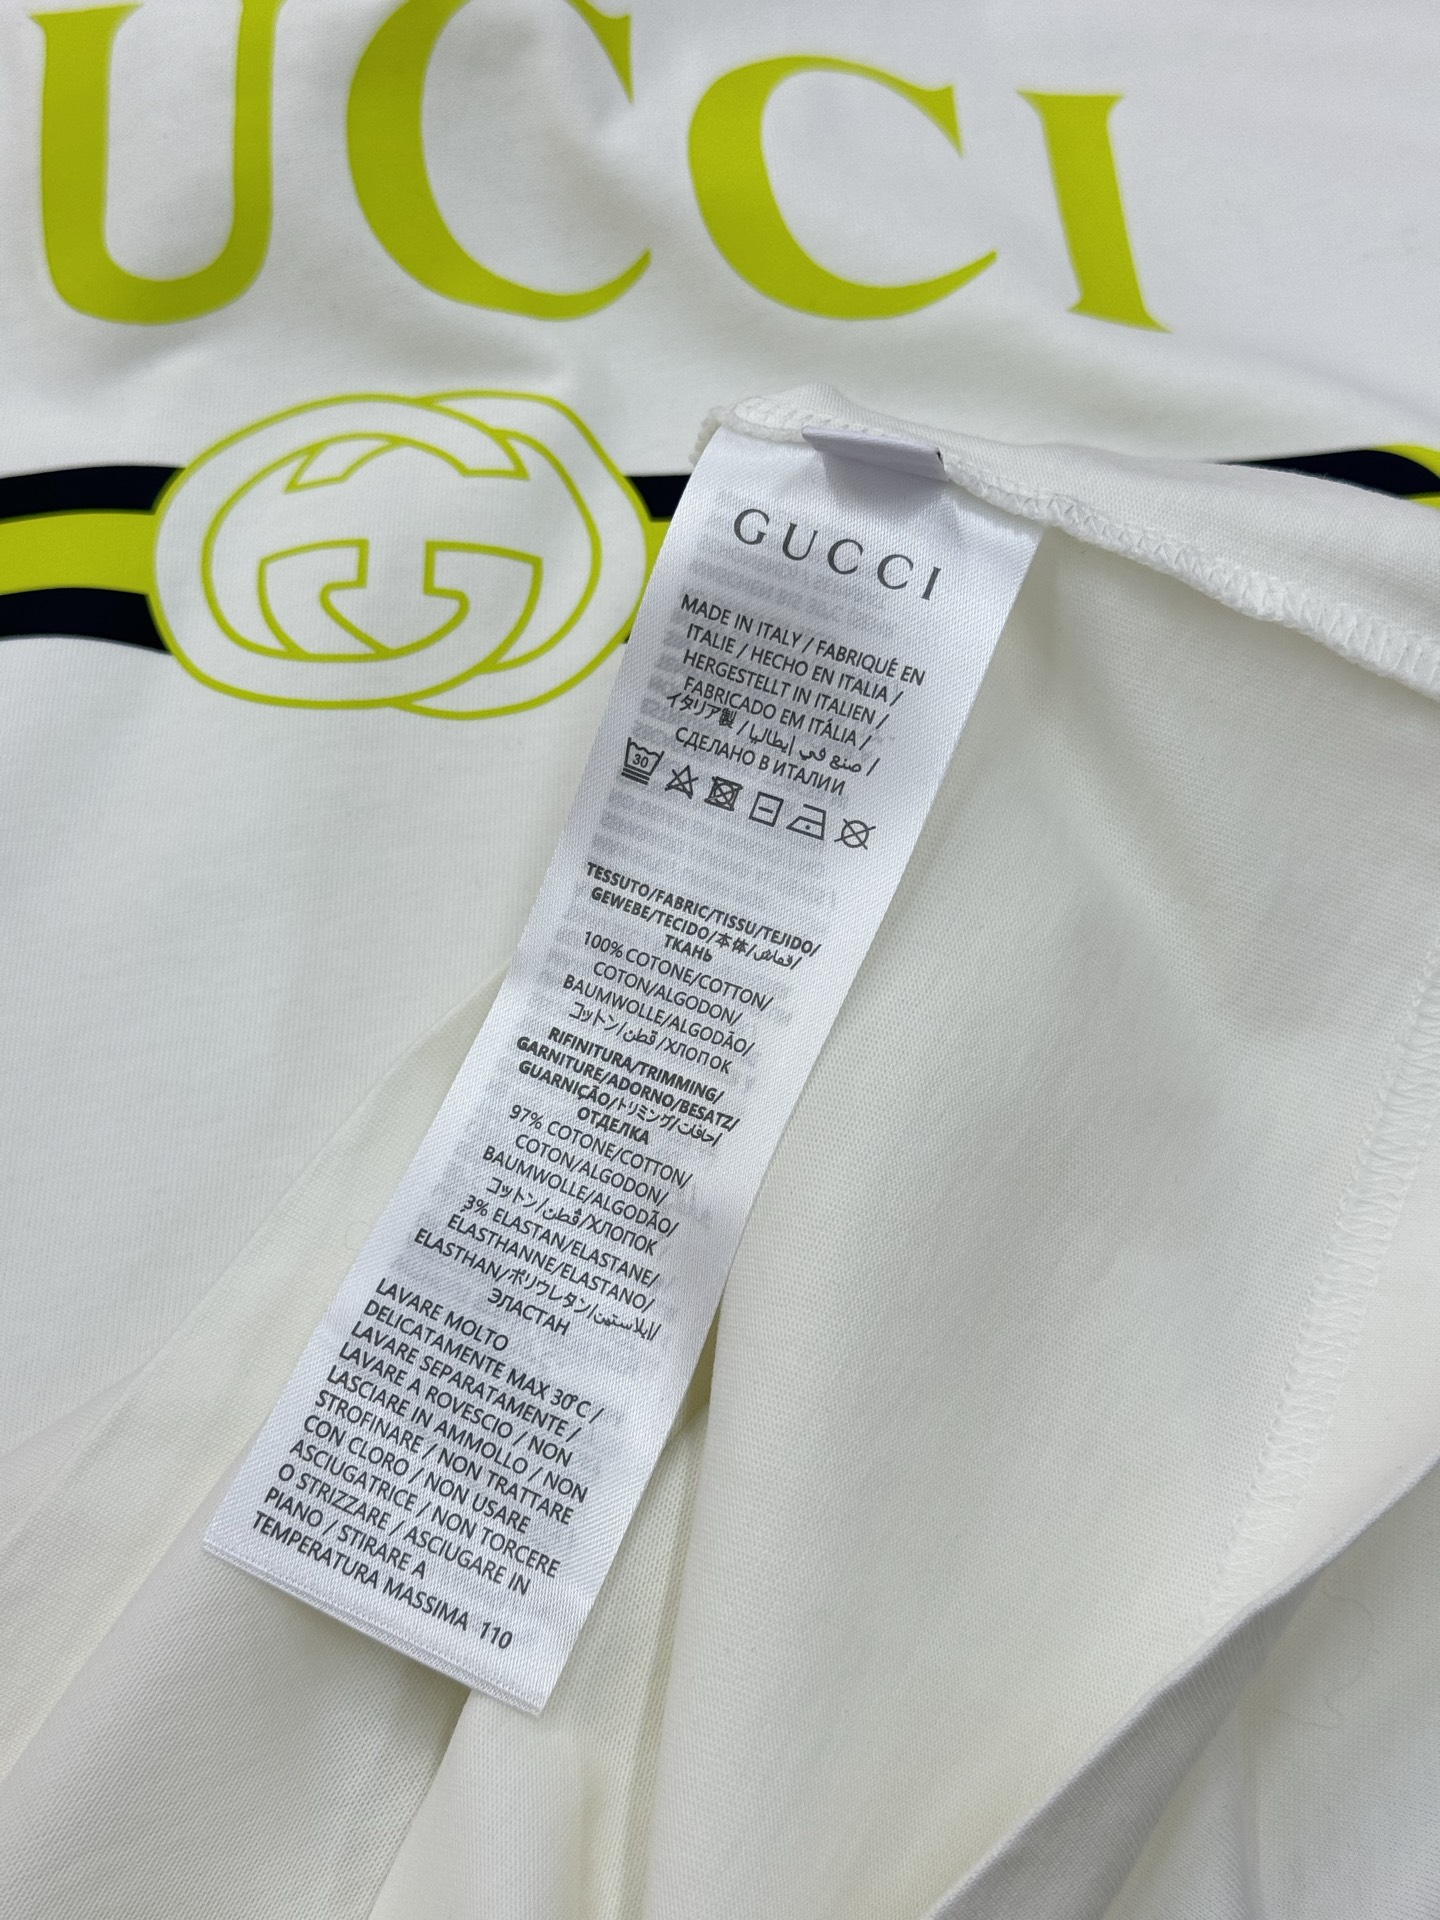 UCCI
GUCCI
MADE IN ITALY / FABRIQUÉ EN
ITALIE / HECHO EN ITALIA /
HERGESTELLT IN ITALIEN /
FABRICADO EM ITÁLIA /
イタリア製 / صنع في إيطاليا /
СДЕЛАНО В ИТАЛИИ
30
TESSUTO/FABRIC/TISSU/TEJIDO/
GEWEBE/TECIDO/本体/قماش/
ТКАНЬ
100% COTONE/COTTON/
COTON/ALGODON/
BAUMWOLLE/ALGODÃO/
コットン/قطن/ХЛОПОК
RIFINITURA/TRIMMING/
GARNITURE/ADORNO/BESATZ/
GUARNIÇÃO/トリミング/حافات/
ОТДЕЛКА
97% COTONE/COTTON/
COTON/ALGODON/
BAUMWOLLE/ALGODÃO/
コットン/قطن/ХЛОПОК
3% ELASTAN/ELASTANE/
ELASTHANNE/ELASTANO/
ELASTHAN/ポリウレタン/إيلاستين/
ЭЛАСТАН
LAVARE MOLTO
DELICATAMENTE MAX 30°C /
LAVARE SEPARATAMENTE /
LAVARE A ROVESCIO / NON
LASCIARE IN AMMOLLO / NON
STROFINARE / NON TRATTARE
CON CLORO / NON USARE
ASCIUGATRICE / NON TORCERE
O STRIZZARE / ASCIUGARE IN
PIANO / STIRARE A
TEMPERATURA MASSIMA 110